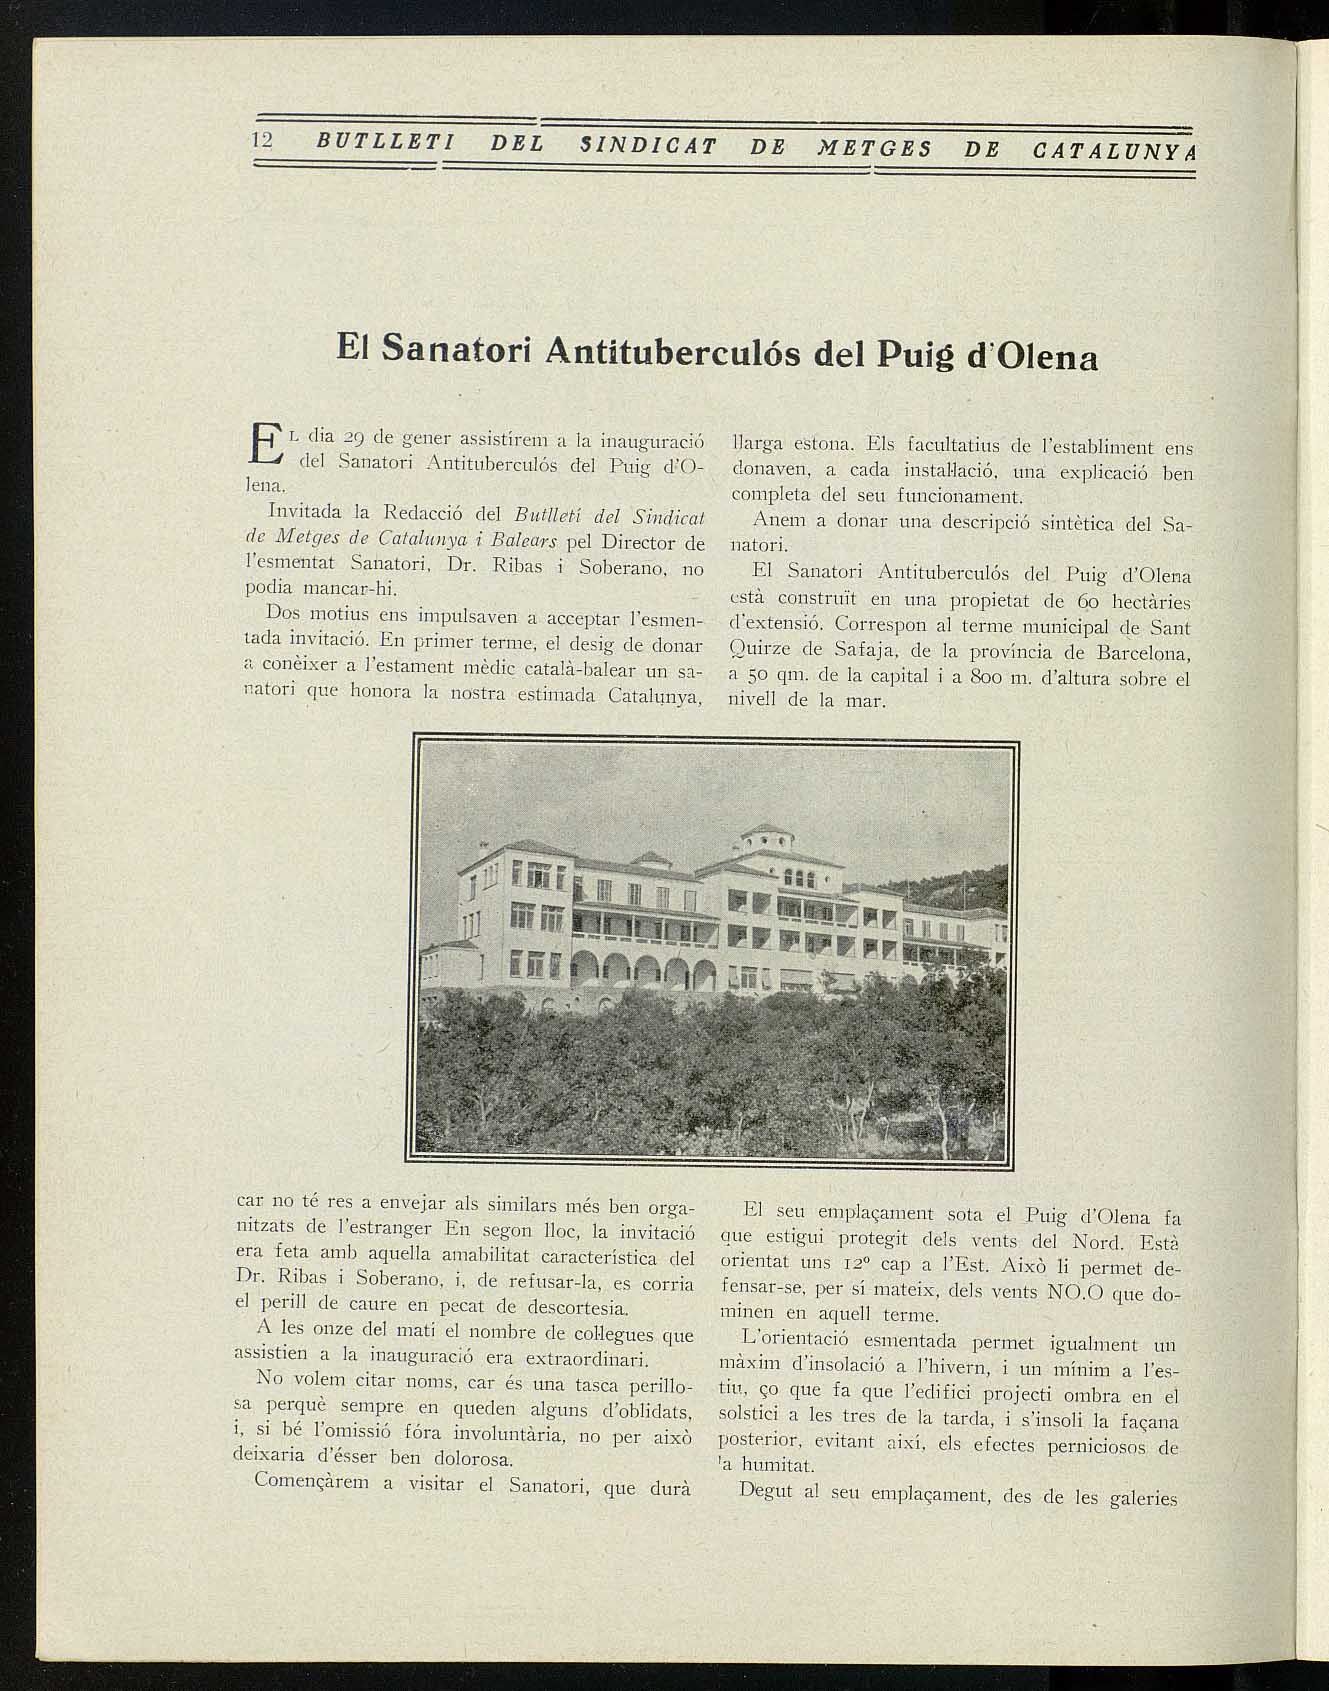 12 BUTLLETI DEL SINDICAT DE METGES DE CATALUNYA
El Sanatori Antituberculós del Puig d'Olena
EL dia 29 de gener assistírem a la inauguració
del Sanatori Antituberculós del Puig d'O-
lena.
Invitada la Redacció del Butlletí del Sindicat
de Metges de Catalunya i Balears pel Director de
l'esmentat Sanatori, Dr. Ribas i Soberano, no
podia mancar-hi.
Dos motius ens impulsaven a acceptar l'esmen-
tada invitació. En primer terme, el desig de donar
a conèixer a l'estament mèdic català-balear un sa-
natori que honora la nostra estimada Catalunya,
car no té res a envejar als similars més ben orga-
nitzats de l'estranger En segon lloc, la invitació
era feta amb aquella amabilitat característica del
Dr. Ribas i Soberano, i, de refusar-la, es corria
el perill de caure en pecat de descortesia.
A les onze del matí el nombre de col·legues que
assistien a la inauguració era extraordinari.
No volem citar noms, car és una tasca perillo-
sa perquè sempre en queden alguns d'oblidats,
i, si bé l'omissió fóra involuntària, no per això
deixaria d'ésser ben dolorosa.
Començàrem a visitar el Sanatori, que durà
llarga estona. Els facultatius de l'establiment ens
donaven, a cada instal·lació, una explicació ben
completa del seu funcionament.
Anem a donar una descripció sintètica del Sa-
natori.
El Sanatori Antituberculós del Puig d'Olena
està construït en una propietat de 60 hectàries
d'extensió. Correspon al terme municipal de Sant
Quirze de Safaja, de la província de Barcelona,
a 50 qm. de la capital i a 800 m. d'altura sobre el
nivell de la mar.
El seu emplaçament sota el Puig d'Olena fa
que estigui protegit dels vents del Nord. Està
orientat uns 12º cap a l'Est. Això li permet de-
fensar-se, per sí mateix, dels vents NO.O que do-
minen en aquell terme.
L'orientació esmentada permet igualment un
màxim d'insolació a l'hivern, i un mínim a l'es-
tiu, ço que fa que l'edifici projecti ombra en el
solstici a les tres de la tarda, i s'insoli la façana
posterior, evitant així, els efectes perniciosos de
la humitat.
Degut al seu emplaçament, des de les galeries